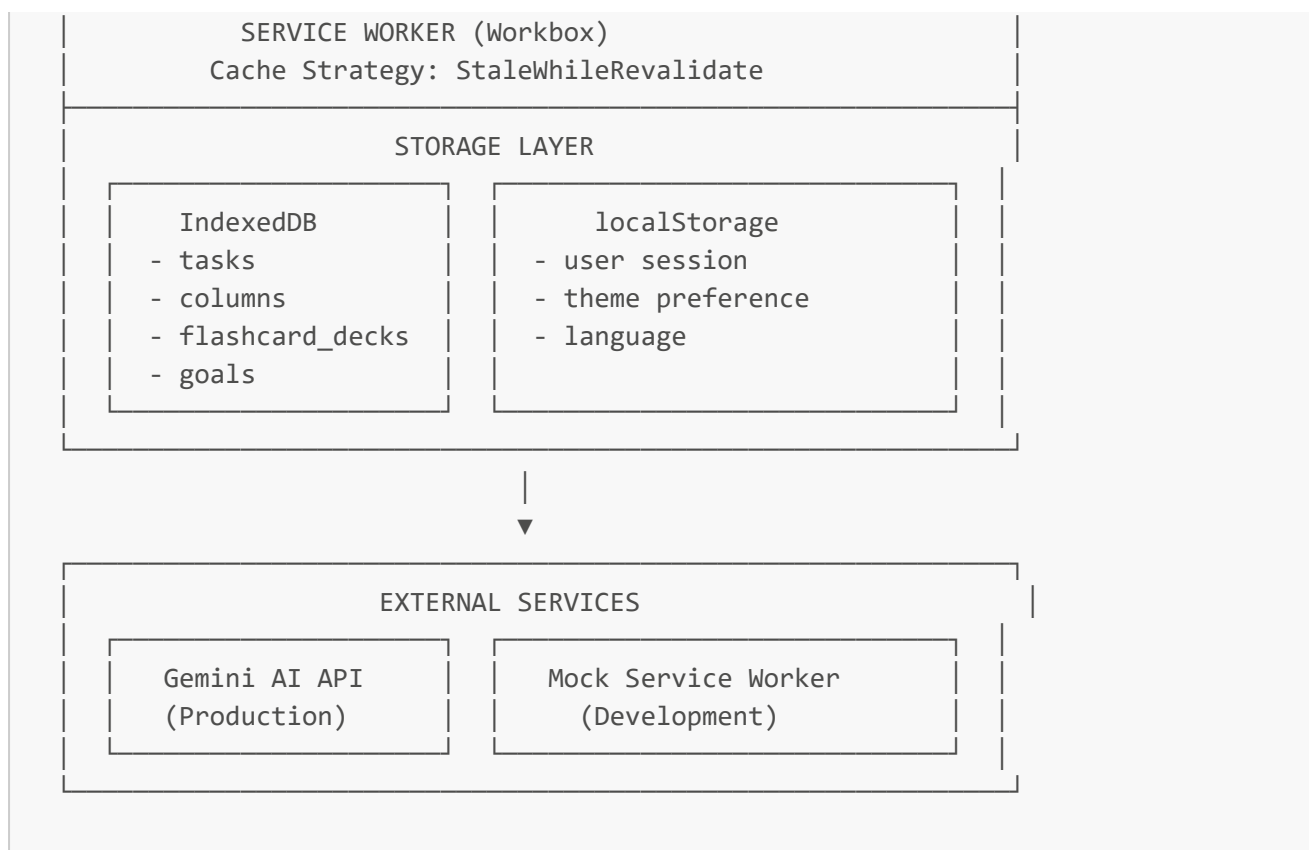 SERVICE WORKER (Workbox)
Cache Strategy: StaleWhileRevalidate
STORAGE LAYER
IndexedDB
- tasks
- columns
- flashcard_decks
- goals
localStorage
- user session
- theme preference
- language
EXTERNAL SERVICES
Gemini AI API
(Production)
Mock Service Worker
(Development)